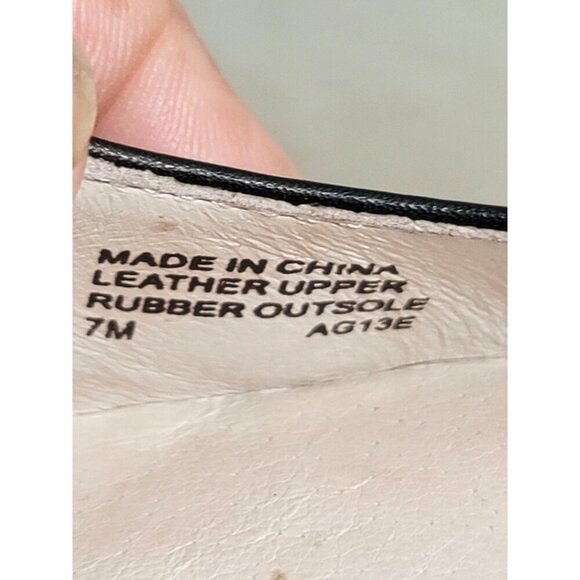 MADE IN CHINA
LEATHER UPPER
RUBBER OUTSOLE
7M AG13E